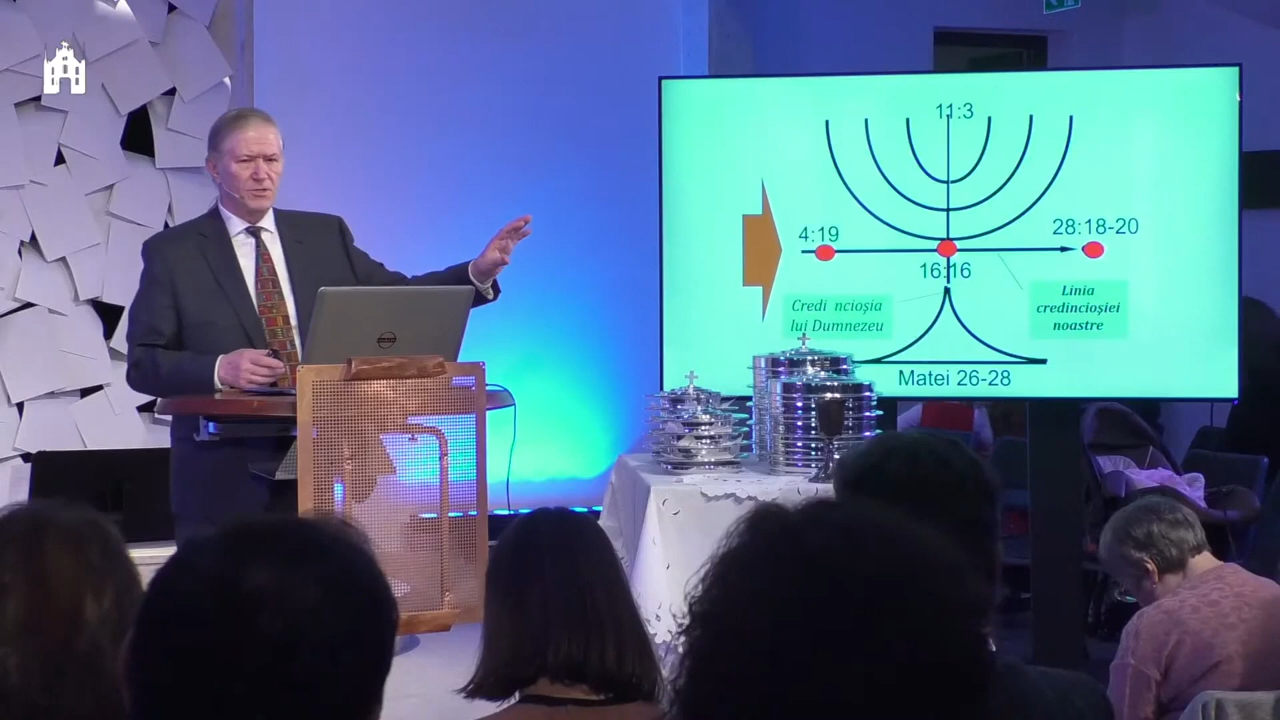 11:3
4:19
28:18-20
16:16
Credi ncioșia
lui Dumnezeu
Linia
credincioșiei
noastre
Matei 26-28